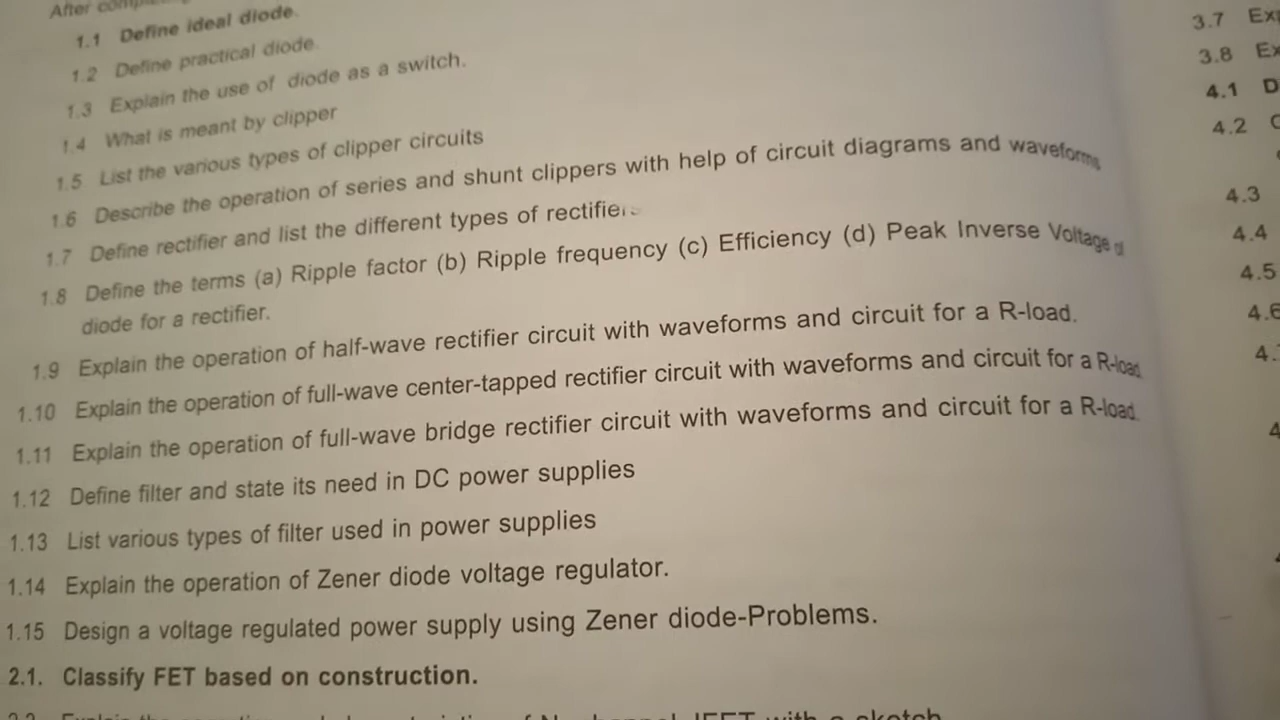 After
1.1 Define ideal diode.
1.2 Define practical diode.
1.3 Explain the use of diode as a switch.
1.4 What is meant by clipper
1.5 List the various types of clipper circuits
1.6 Describe the operation of series and shunt clippers with help of circuit diagrams and waveforms
1.7 Define rectifier and list the different types of
1.8 Define the terms (a) Ripple factor (b) Ripple frequency (c) Efficiency (d) Peak Inverse Voltage of
diode for a rectifier.
1.9 Explain the operation of half-wave rectifier circuit with waveforms and circuit for a R-load.
1.10 Explain the operation of full-wave center-tapped rectifier circuit with waveforms and circuit for a R-load
1.11 Explain the operation of full-wave bridge rectifier circuit with waveforms and circuit for a R-load.
1.12 Define filter and state its need in DC power supplies
1.13 List various types of filter used in power supplies
1.14 Explain the operation of Zener diode voltage regulator.
1.15 Design a voltage regulated power supply using Zener diode-Problems.
2.1. Classify FET based on construction.
JFET with a sketch
3.7
3.8
4.1
4.2
4.3
4.4
4.5